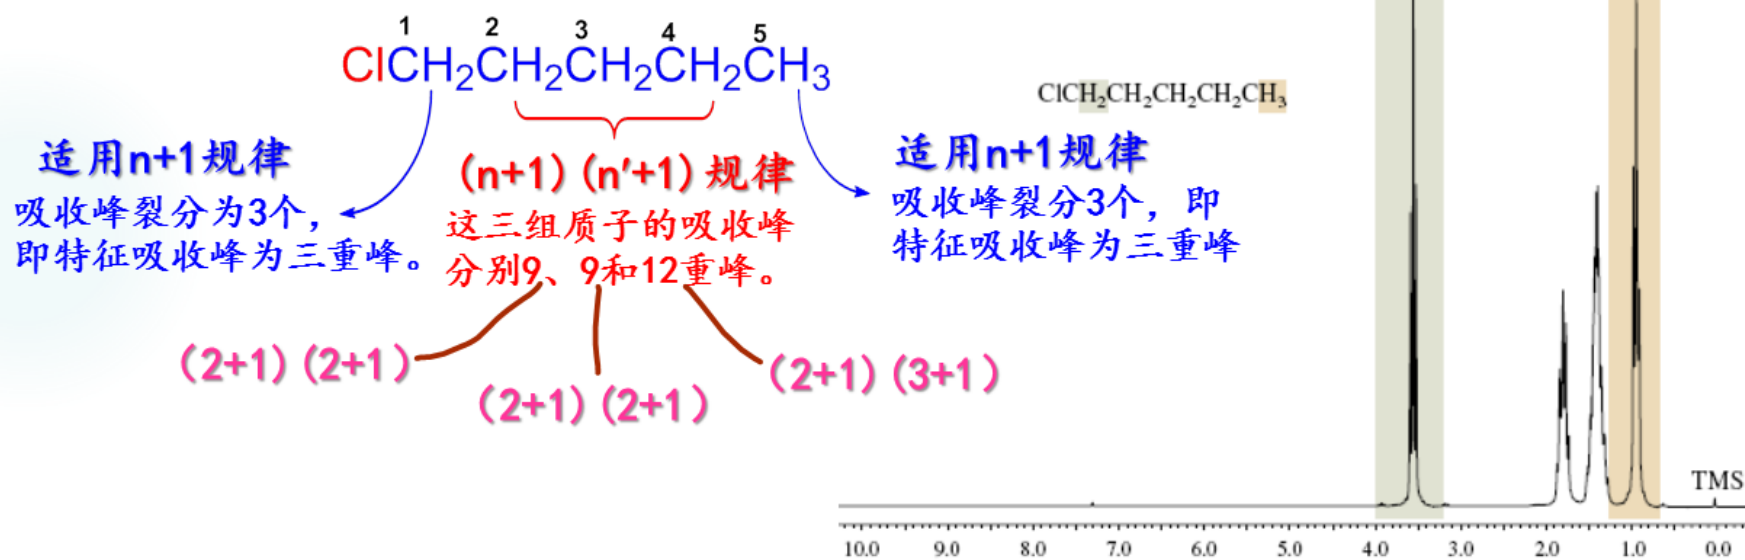 1 2 3 4 5
ClCH₂CH₂CH₂CH₂CH₃
ClCH₂CH₂CH₂CH₂CH₃
适用n+1规律
吸收峰裂分为3个，
即特征吸收峰为三重峰。
(n+1)(n′+1)规律
这三组质子的吸收峰
分别9、9和12重峰。
适用n+1规律
吸收峰裂分3个，即
特征吸收峰为三重峰
（2+1)(2+1）
（2+1)(2+1）
（2+1)(3+1）
TMS
10.0 9.0 8.0 7.0 6.0 5.0 4.0 3.0 2.0 1.0 0.0